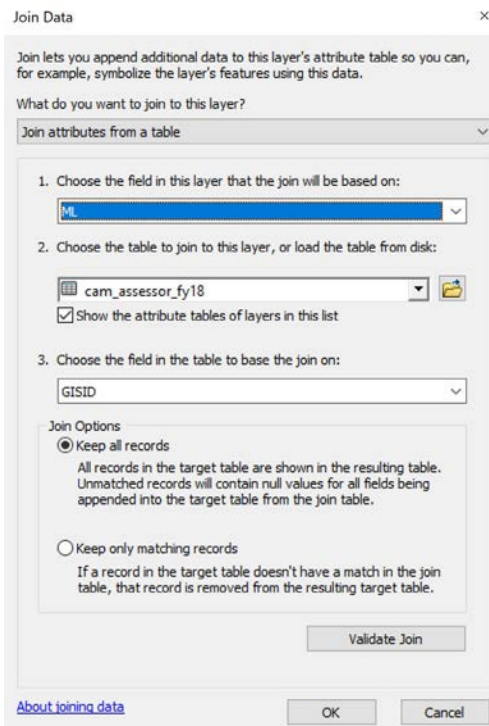 Join Data
×
Join lets you append additional data to this layer's attribute table so you can,
for example, symbolize the layer's features using this data.
What do you want to join to this layer?
Join attributes from a table
1. Choose the field in this layer that the join will be based on:
ML
2. Choose the table to join to this layer, or load the table from disk:
cam_assessor_fy18
Show the attribute tables of layers in this list
3. Choose the field in the table to base the join on:
GISID
Join Options
Keep all records
All records in the target table are shown in the resulting table.
Unmatched records will contain null values for all fields being
appended into the target table from the join table.
Keep only matching records
If a record in the target table doesn't have a match in the join
table, that record is removed from the resulting target table.
Validate Join
About joining data
OK
Cancel